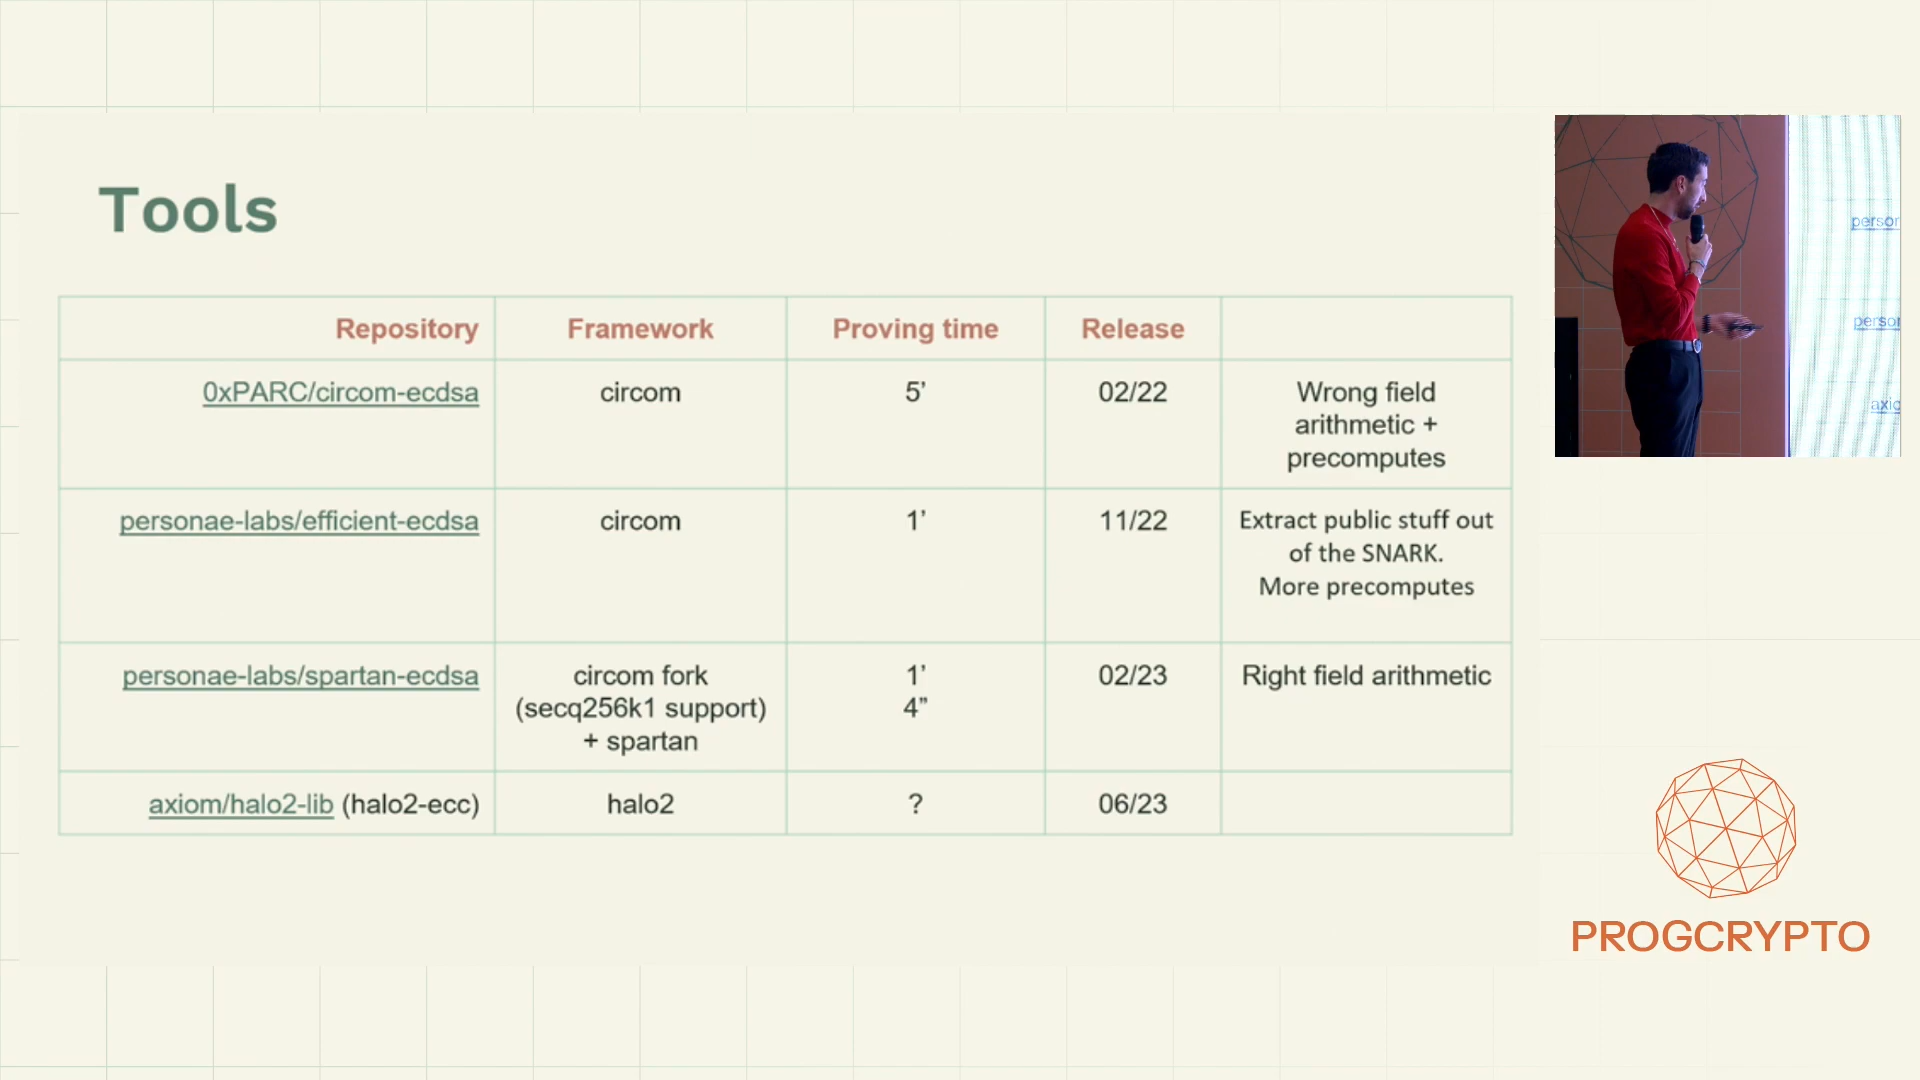 Tools
Repository Framework Proving time Release
0xPARC/circom-ecdsa circom 5’ 02/22 Wrong field
arithmetic +
precomputes
personae-labs/efficient-ecdsa circom 1’ 11/22 Extract public stuff out
of the SNARK.
More precomputes
personae-labs/spartan-ecdsa circom fork 1’ 02/23 Right field arithmetic
(secq256k1 support) 4”
+ spartan
axiom/halo2-lib (halo2-ecc) halo2 ? 06/23
person
person
axio
PROGCRYPTO